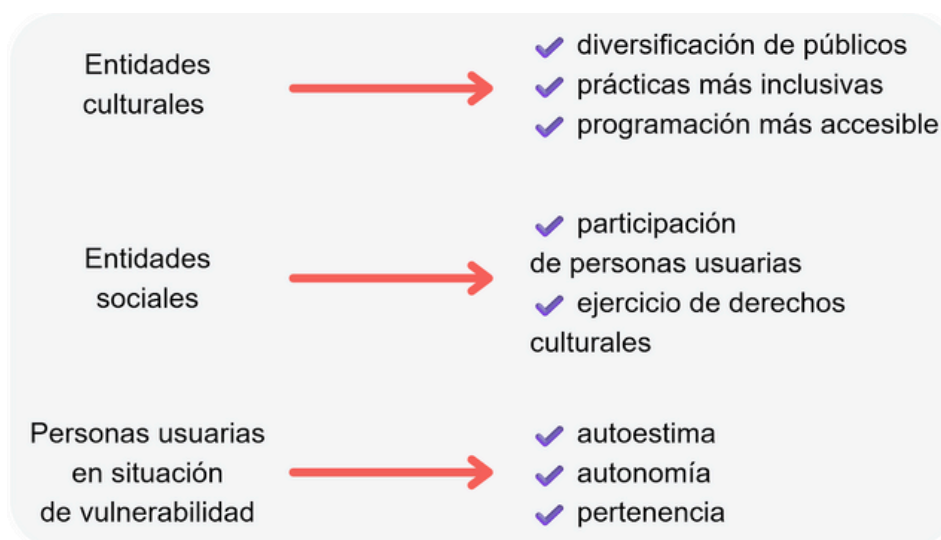 Entidades
culturales
✔ diversificación de públicos
✔ prácticas más inclusivas
✔ programación más accesible
Entidades
sociales
✔ participación
de personas usuarias
✔ ejercicio de derechos
culturales
Personas usuarias
en situación
de vulnerabilidad
✔ autoestima
✔ autonomía
✔ pertenencia